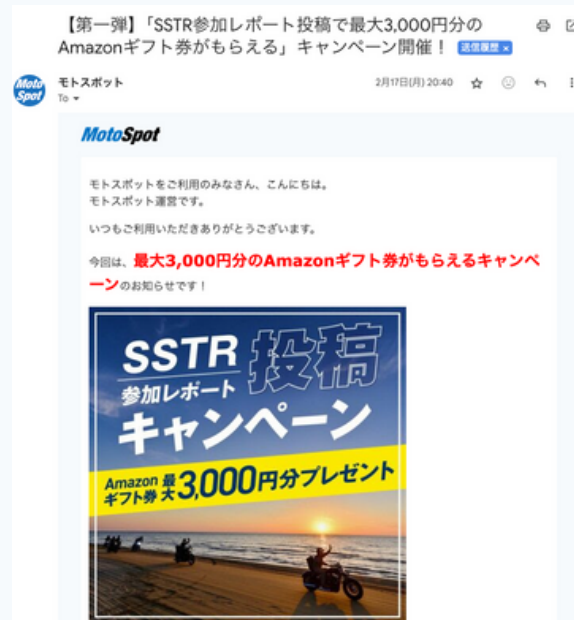 【第一弾】「SSTR参加レポート投稿で最大3,000円分の
Amazonギフト券がもらえる」キャンペーン開催！ 送信履歴 ×
Moto
Spot
モトスポット
2月17日(月) 20:40
To
MotoSpot
モトスポットをご利用のみなさん、こんにちは。
モトスポット運営です。
いつもご利用いただきありがとうございます。
今回は、最大3,000円分のAmazonギフト券がもらえるキャンペ
ーンのお知らせです！
SSTR 投稿
参加レポート
キャンペーン
Amazon
ギフト券 最大 3,000円分プレゼント